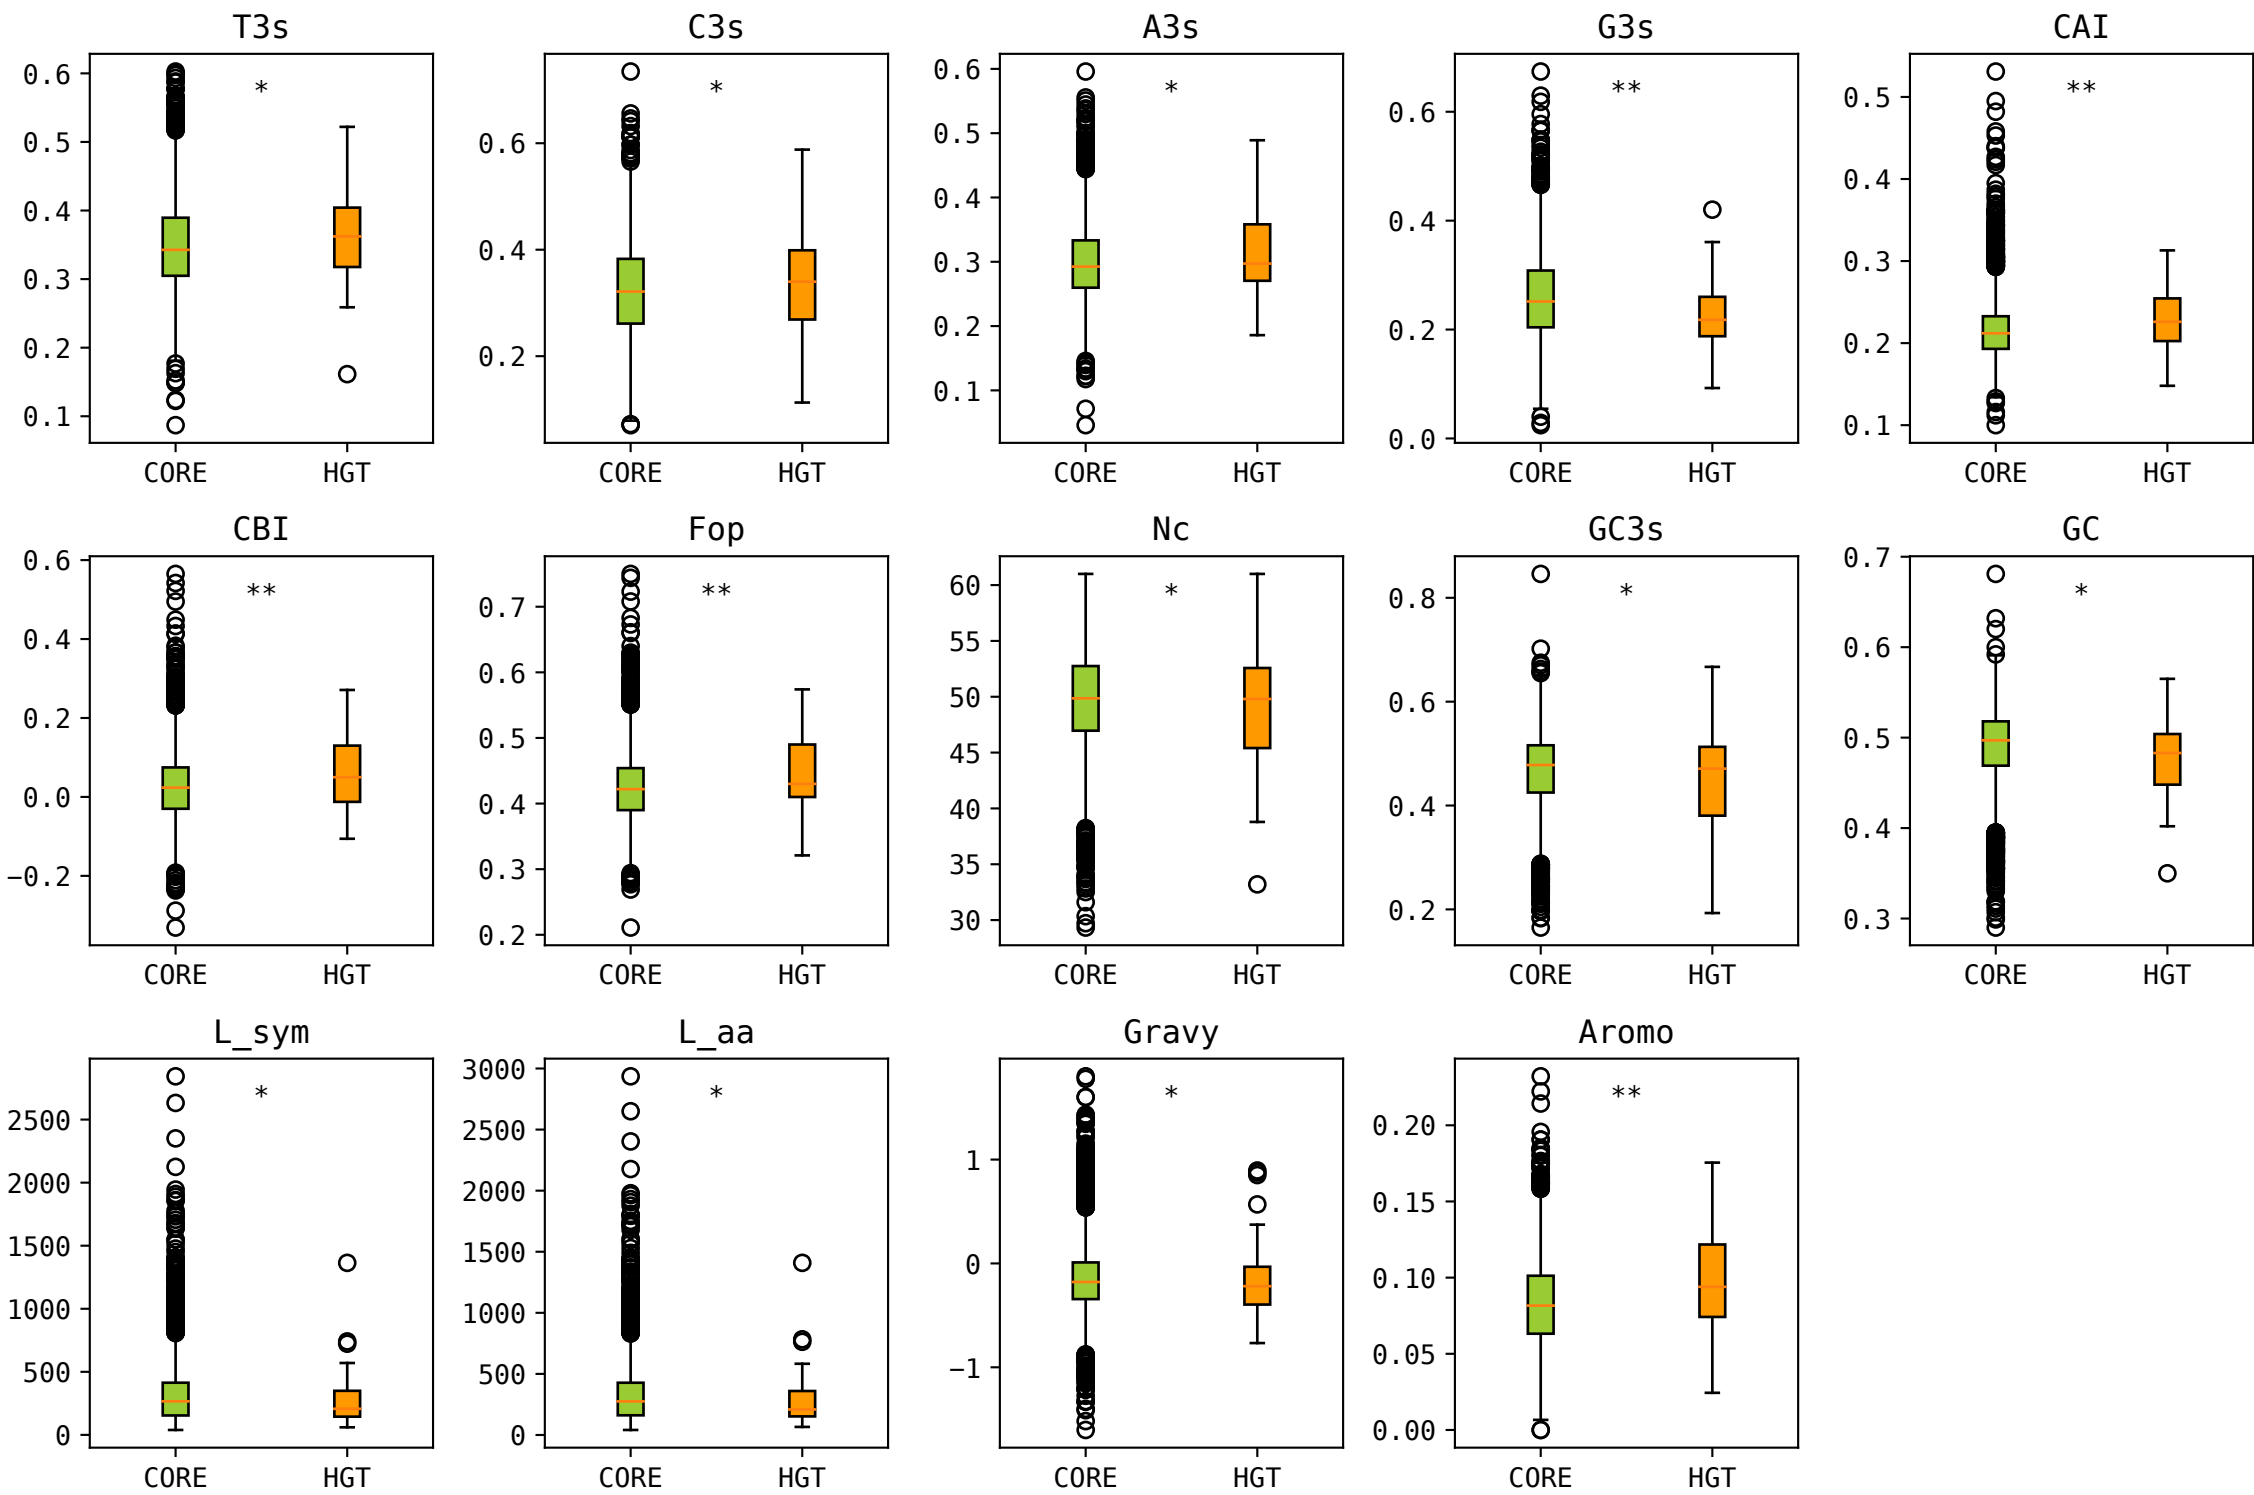 T3s C3s A3s G3s CAI
0.6 0.5 0.4 0.3 0.2 0.1
*
CORE HGT
0.6 0.4 0.2
*
CORE HGT
0.6 0.5 0.4 0.3 0.2 0.1
*
CORE HGT
0.6 0.4 0.2 0.0
**
CORE HGT
0.5 0.4 0.3 0.2 0.1
**
CORE HGT
CBI Fop Nc GC3s GC
0.6 0.4 0.2 0.0 −0.2
**
CORE HGT
0.7 0.6 0.5 0.4 0.3 0.2
**
CORE HGT
60 55 50 45 40 35 30
*
CORE HGT
0.8 0.6 0.4 0.2
*
CORE HGT
0.7 0.6 0.5 0.4 0.3
*
CORE HGT
L_sym L_aa Gravy Aromo
2500 2000 1500 1000 500 0
*
CORE HGT
3000 2500 2000 1500 1000 500 0
*
CORE HGT
1 0 −1
*
CORE HGT
0.20 0.15 0.10 0.05 0.00
**
CORE HGT